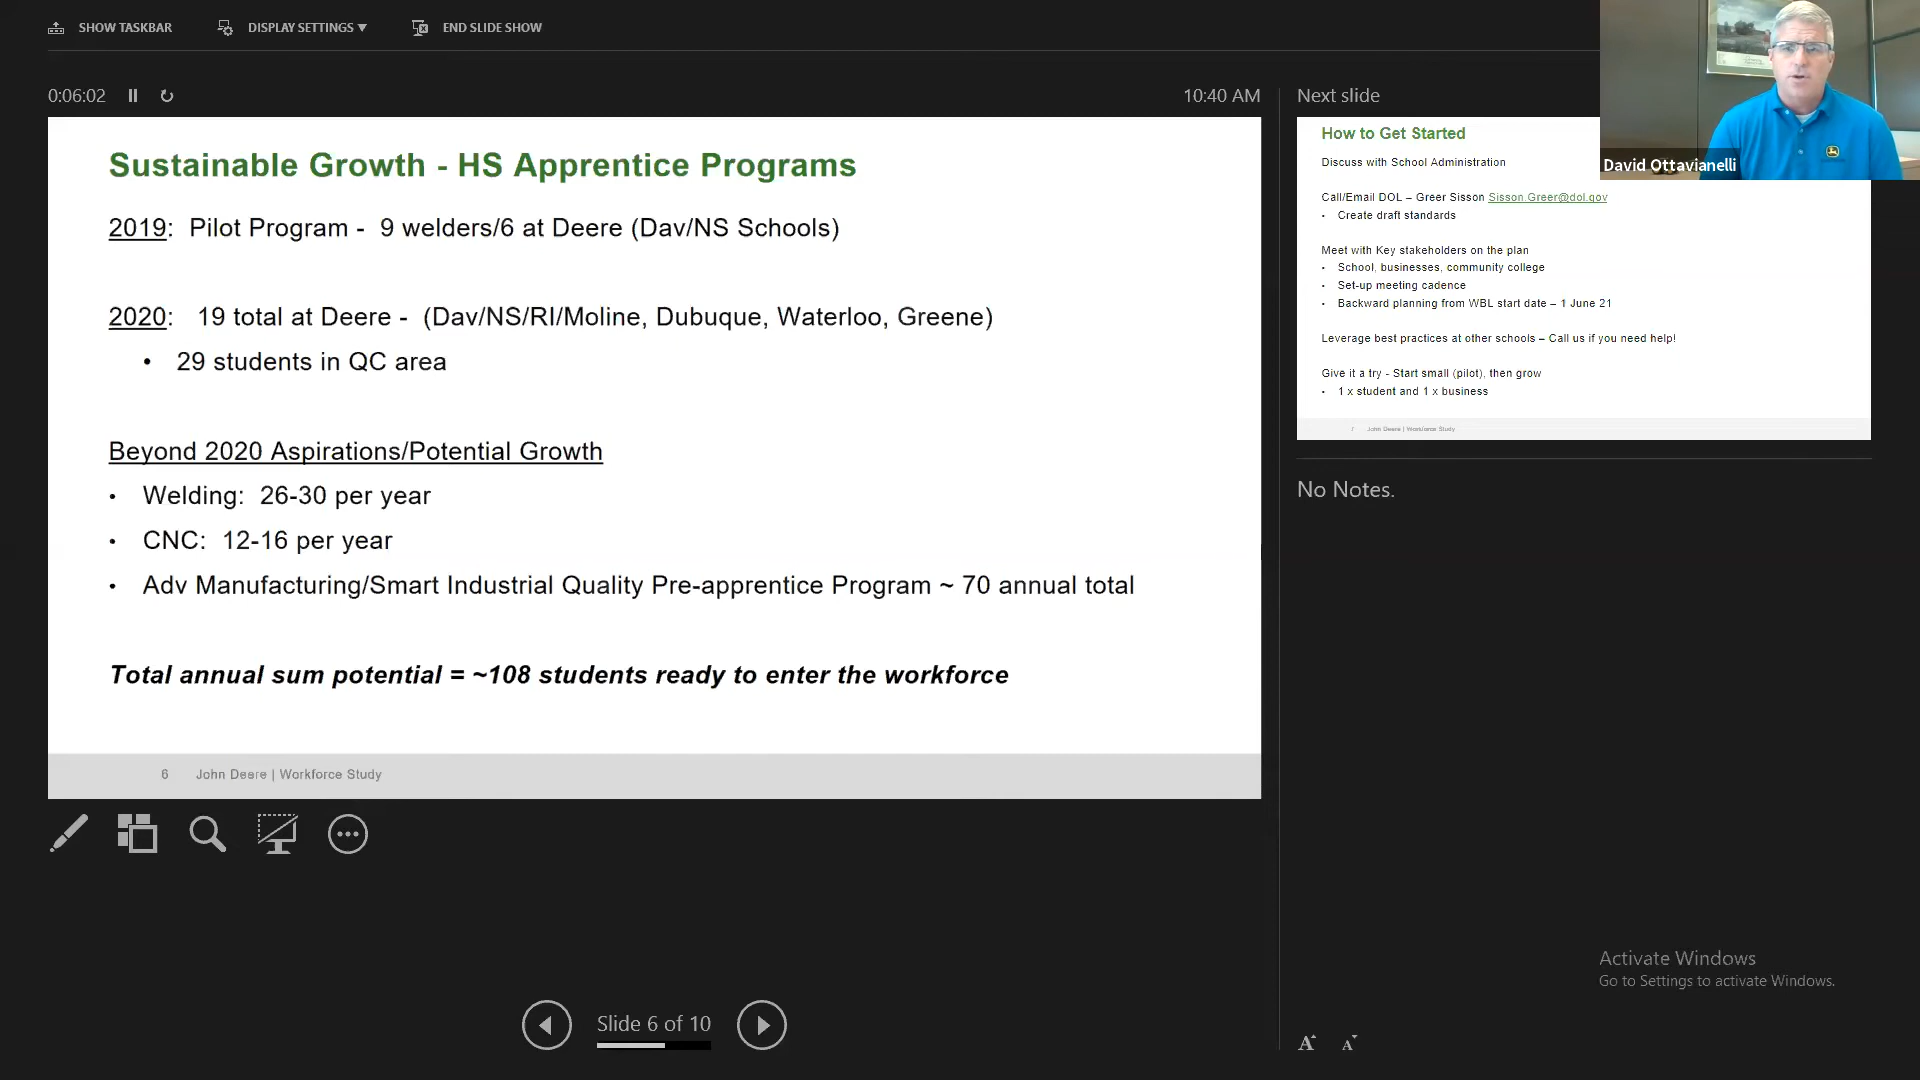 SHOW TASKBAR
DISPLAY SETTINGS
END SLIDE SHOW
0:06:02
10:40 AM
Sustainable Growth - HS Apprentice Programs
2019: Pilot Program - 9 welders/6 at Deere (Dav/NS Schools)
2020: 19 total at Deere - (Dav/NS/RI/Moline, Dubuque, Waterloo, Greene)
• 29 students in QC area
Beyond 2020 Aspirations/Potential Growth
• Welding: 26-30 per year
• CNC: 12-16 per year
• Adv Manufacturing/Smart Industrial Quality Pre-apprentice Program ~ 70 annual total
Total annual sum potential = ~108 students ready to enter the workforce
6 John Deere | Workforce Study
Slide 6 of 10
Next slide
David Ottavianelli
How to Get Started
Discuss with School Administration
Call/Email DOL – Greer Sisson Sisson.Greer@dol.gov
• Create draft standards
Meet with Key stakeholders on the plan
• School, businesses, community college
• Set-up meeting cadence
• Backward planning from WBL start date – 1 June 21
Leverage best practices at other schools – Call us if you need help!
Give it a try - Start small (pilot), then grow
• 1 x student and 1 x business
7 John Deere | Workforce Study
No Notes.
Activate Windows
Go to Settings to activate Windows.
A A